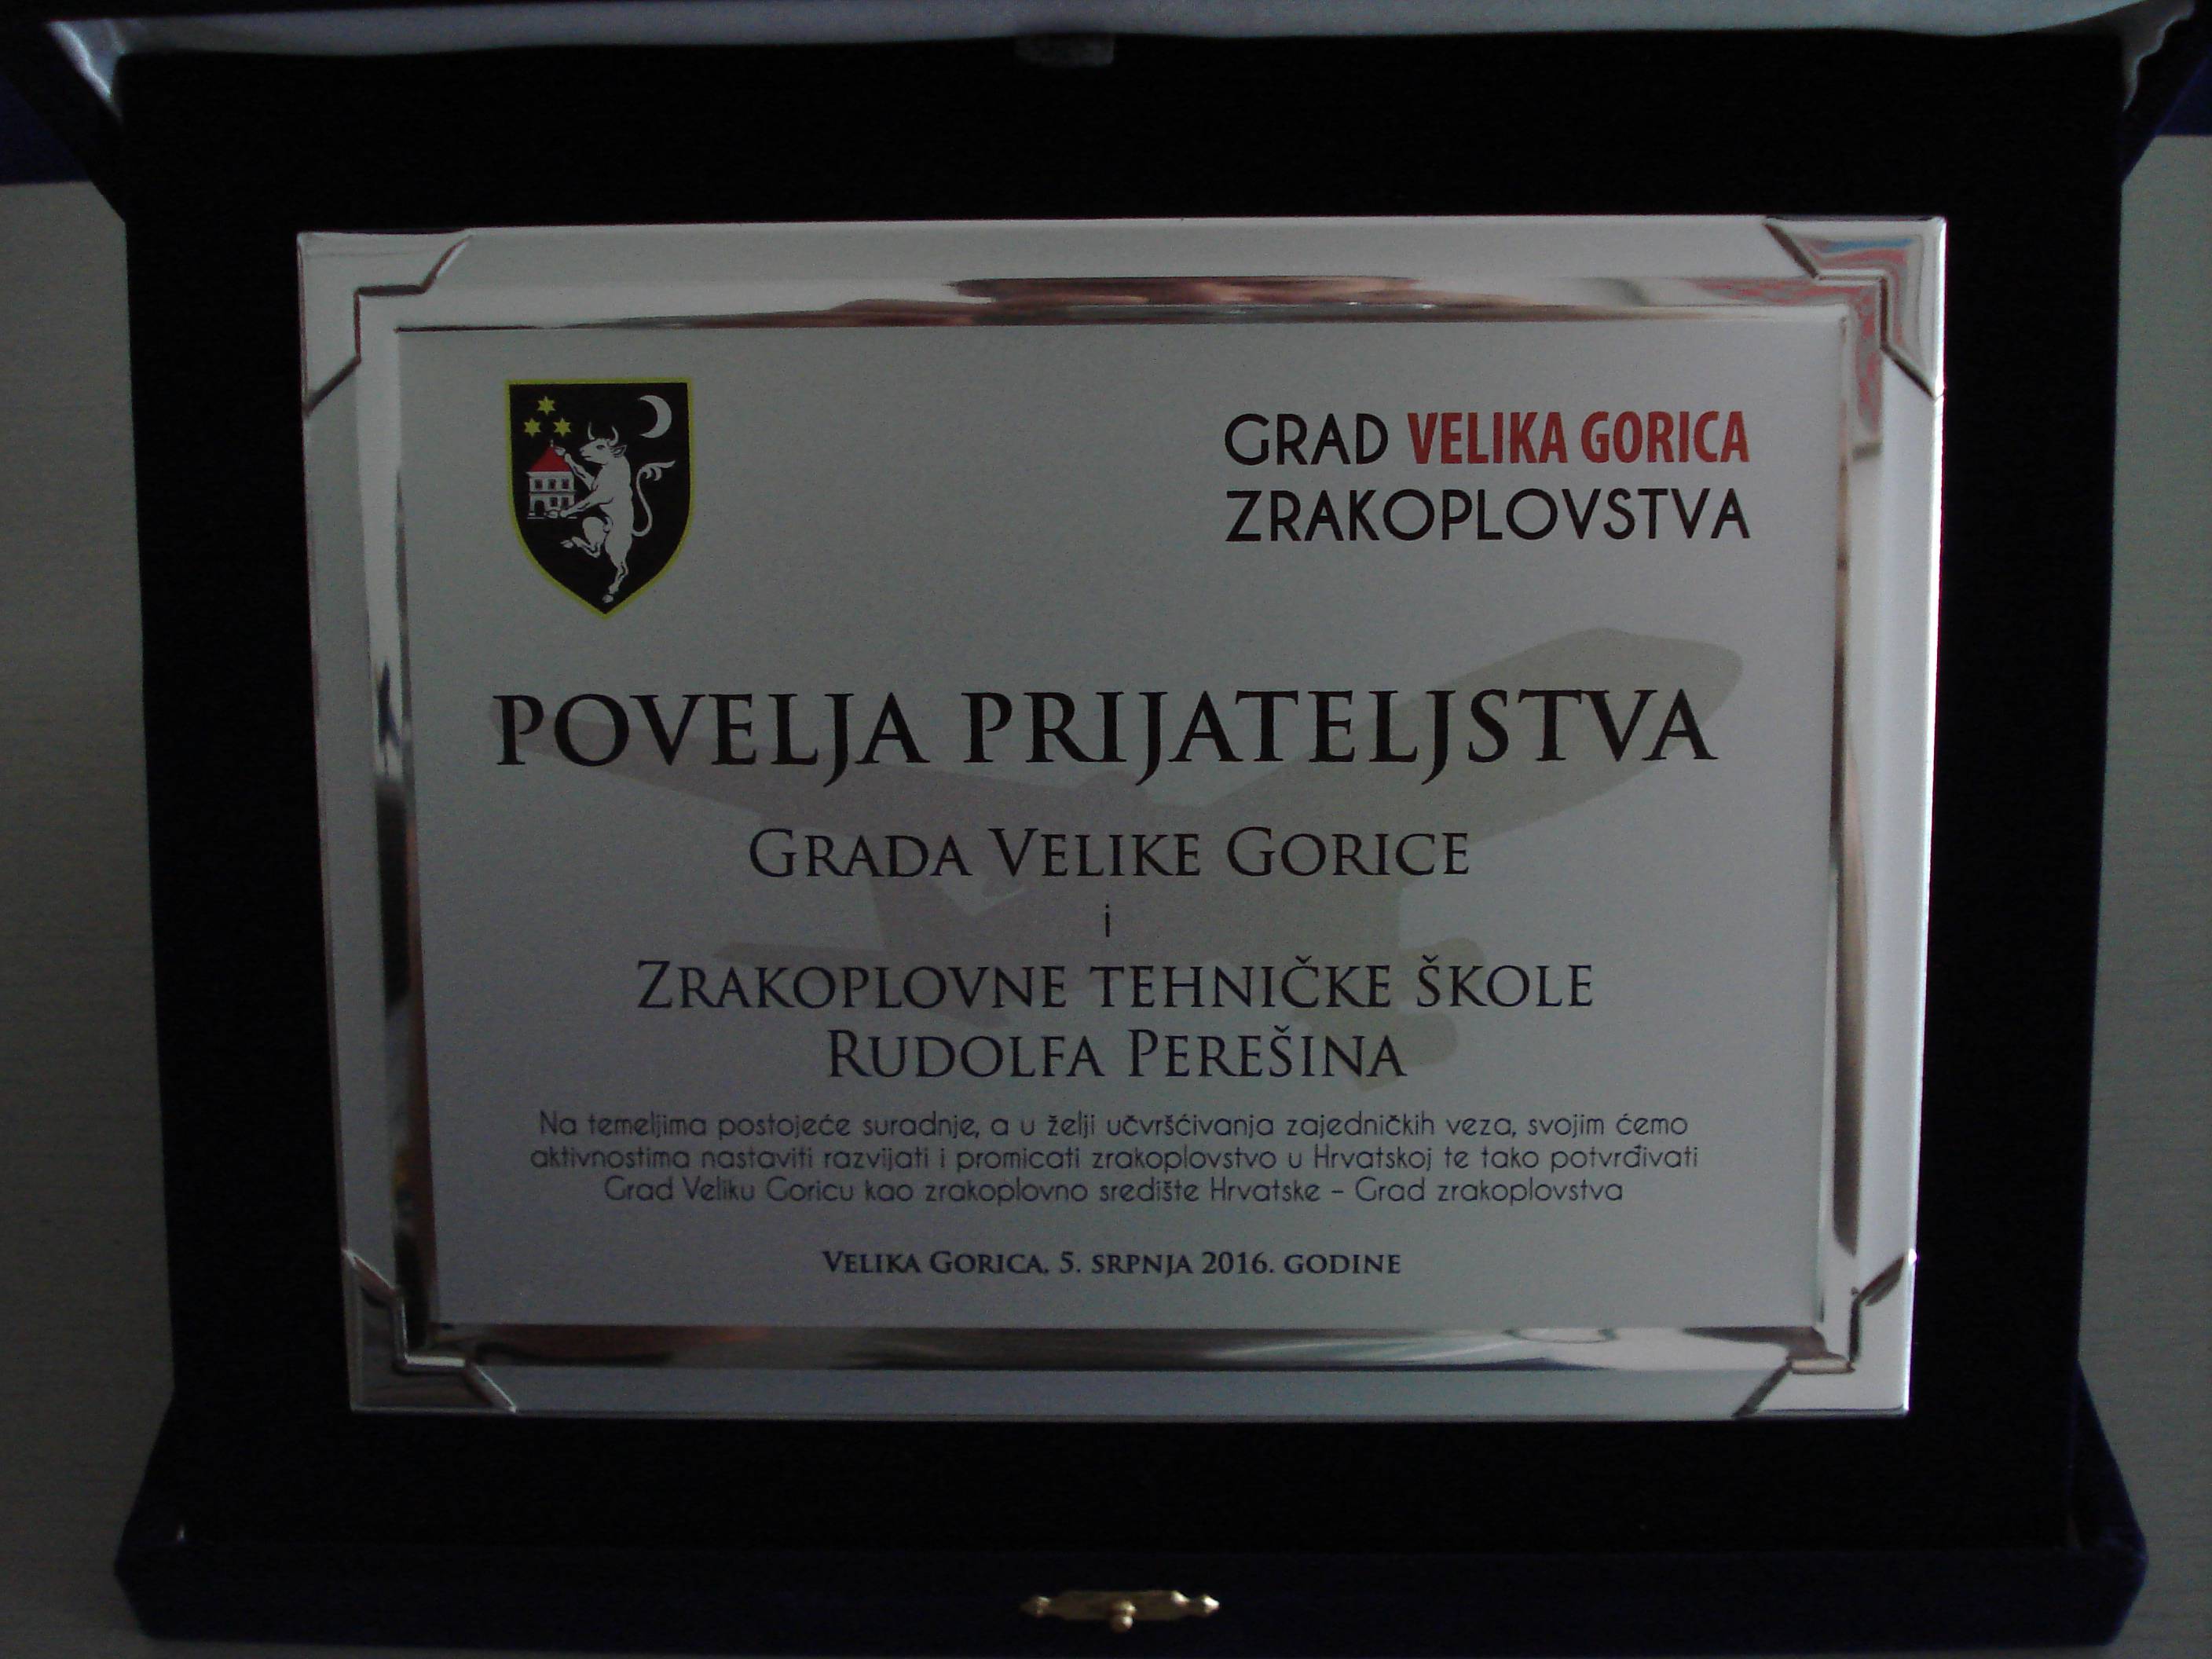 GRAD VELIKA GORICA
ZRAKOPLOVSTVA
POVELJA PRIJATELJSTVA
GRADA VELIKE GORICE
i
ZRAKOPLOVNE TEHNIČKE ŠKOLE
RUDOLFA PEREŠINA
Na temeljima postojeće suradnje, a u želji učvršćivanja zajedničkih veza, svojim ćemo
aktivnostima nastaviti razvijati i promicati zrakoplovstvo u Hrvatskoj te tako potvrđivati
Grad Veliku Goricu kao zrakoplovno središte Hrvatske – Grad zrakoplovstva
VELIKA GORICA, 5. SRPNJA 2016. GODINE